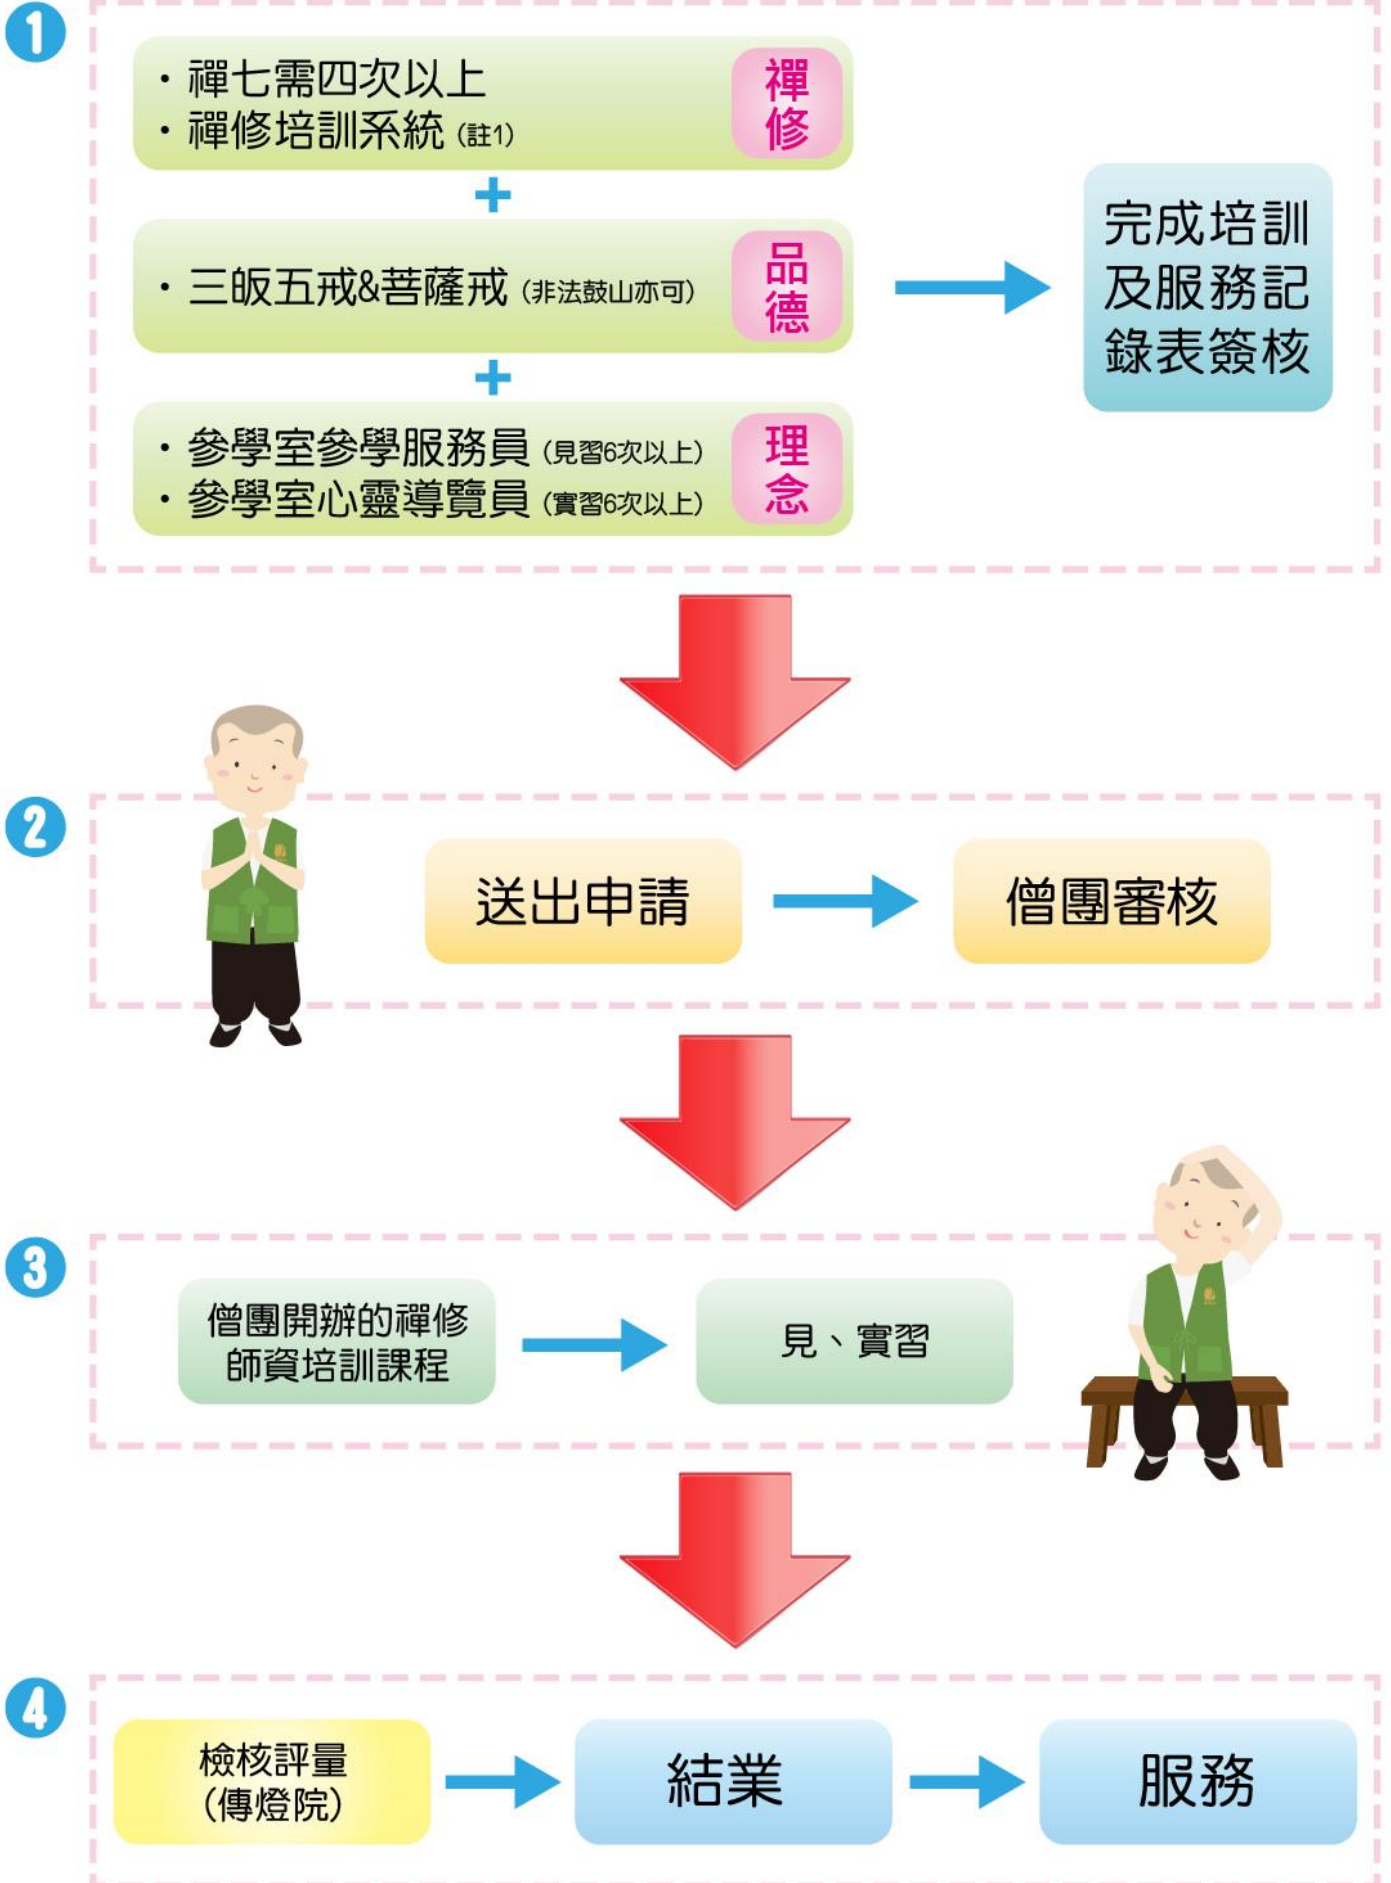 1
・禪七需四次以上
・禪修培訓系統 (註1)
禪修
+
・三皈五戒&菩薩戒 (非法鼓山亦可)
品德
+
・參學室參學服務員 (見習6次以上)
・參學室心靈導覽員 (實習6次以上)
理念
完成培訓
及服務記
錄表簽核
2
送出申請
僧團審核
3
僧團開辦的禪修
師資培訓課程
見、實習
4
檢核評量
(傳燈院)
結業
服務